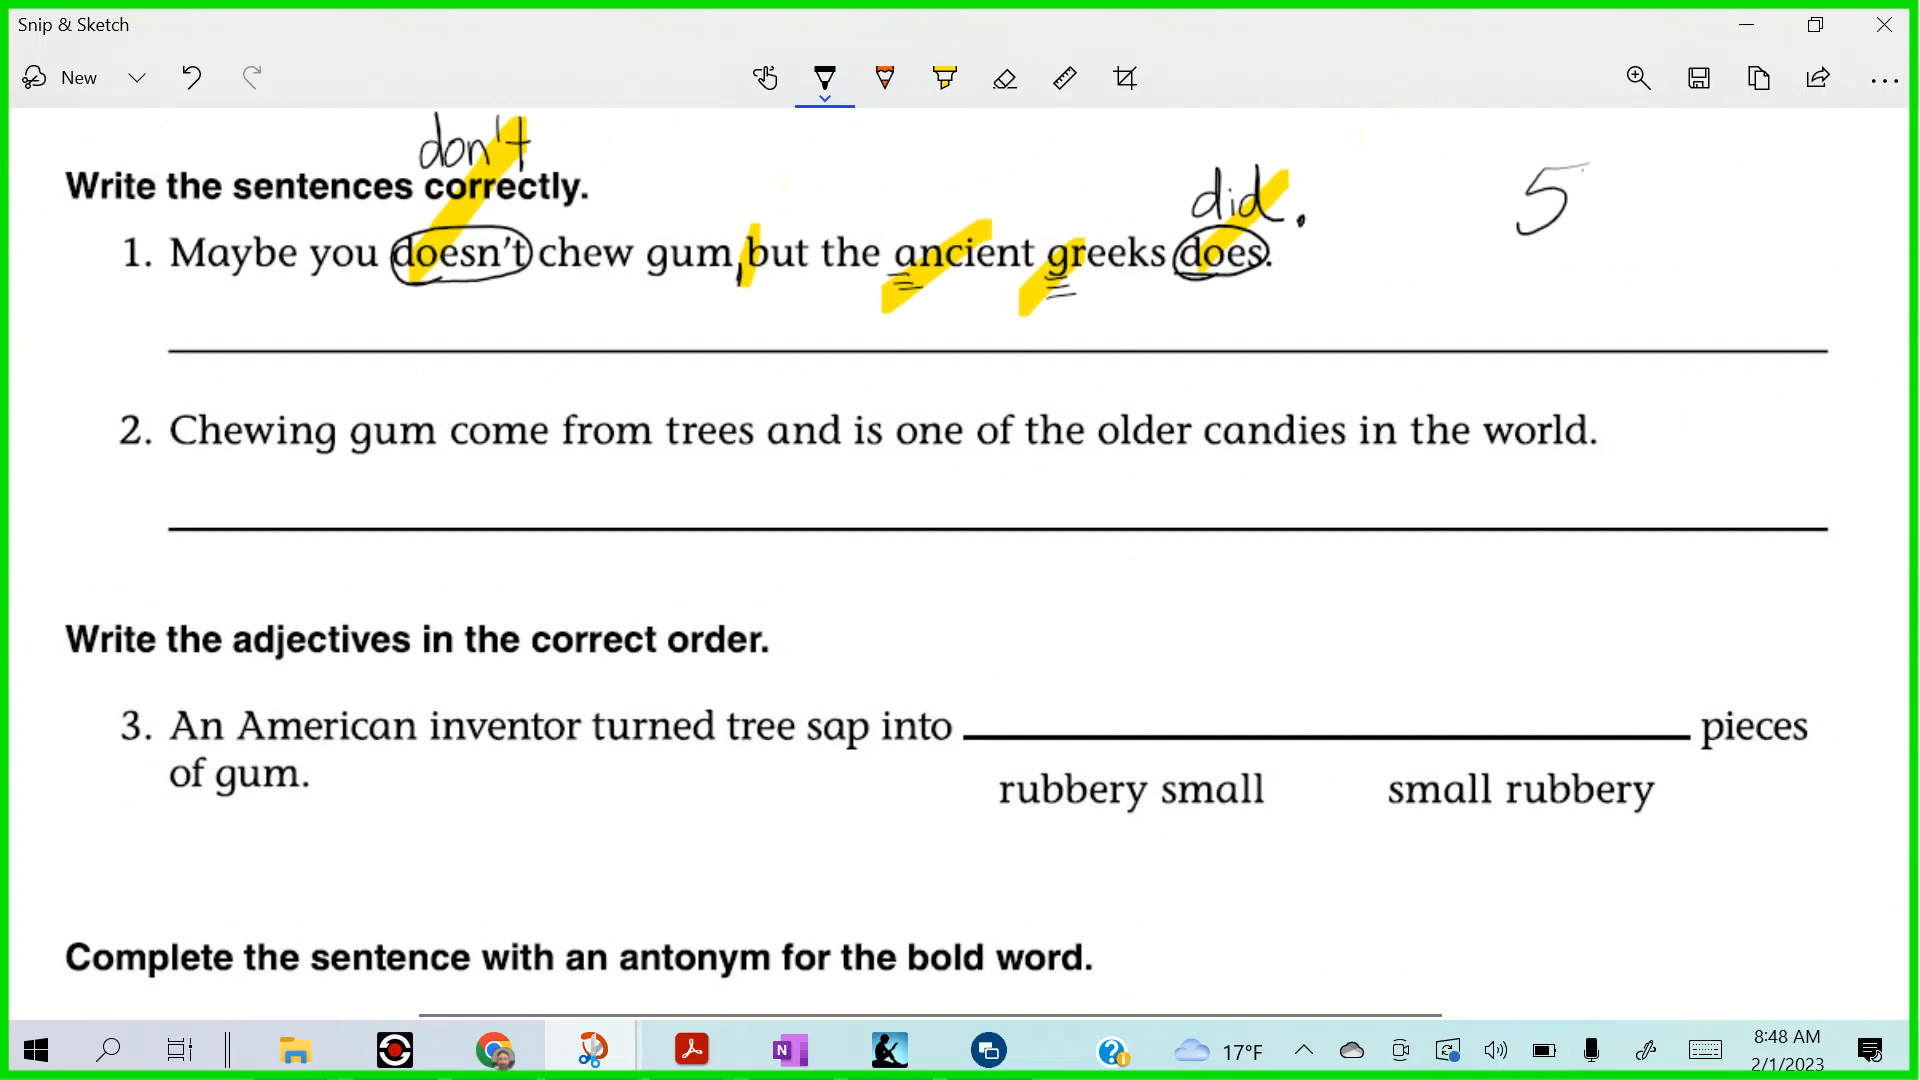 Snip & Sketch
New
don't
Write the sentences correctly.
did.
5
1. Maybe you doesn't chew gum, but the ancient greeks does.
2. Chewing gum come from trees and is one of the older candies in the world.
Write the adjectives in the correct order.
3. An American inventor turned tree sap into ____ pieces
of gum.
rubbery small small rubbery
Complete the sentence with an antonym for the bold word.
17°F
8:48 AM
2/1/2023